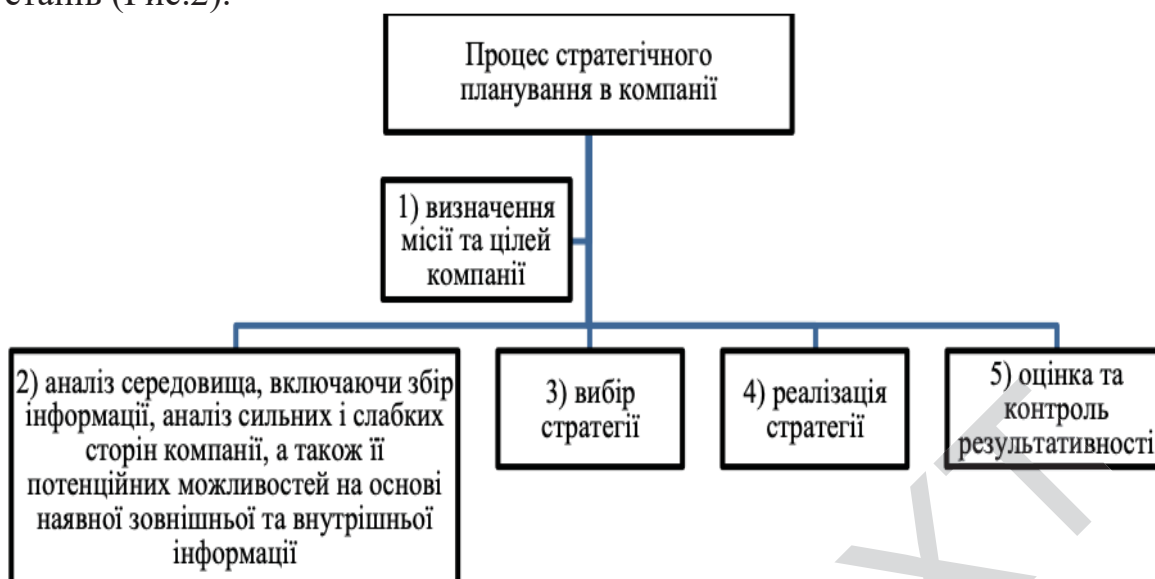 етапів (Рис.2).
Процес стратегічного
планування в компанії
1) визначення
місії та цілей
компанії
2) аналіз середовища, включаючи збір
інформації, аналіз сильних і слабких
сторін компанії, а також її
потенційних можливостей на основі
наявної зовнішньої та внутрішньої
інформації
3) вибір
стратегії
4) реалізація
стратегії
5) оцінка та
контроль
результативності